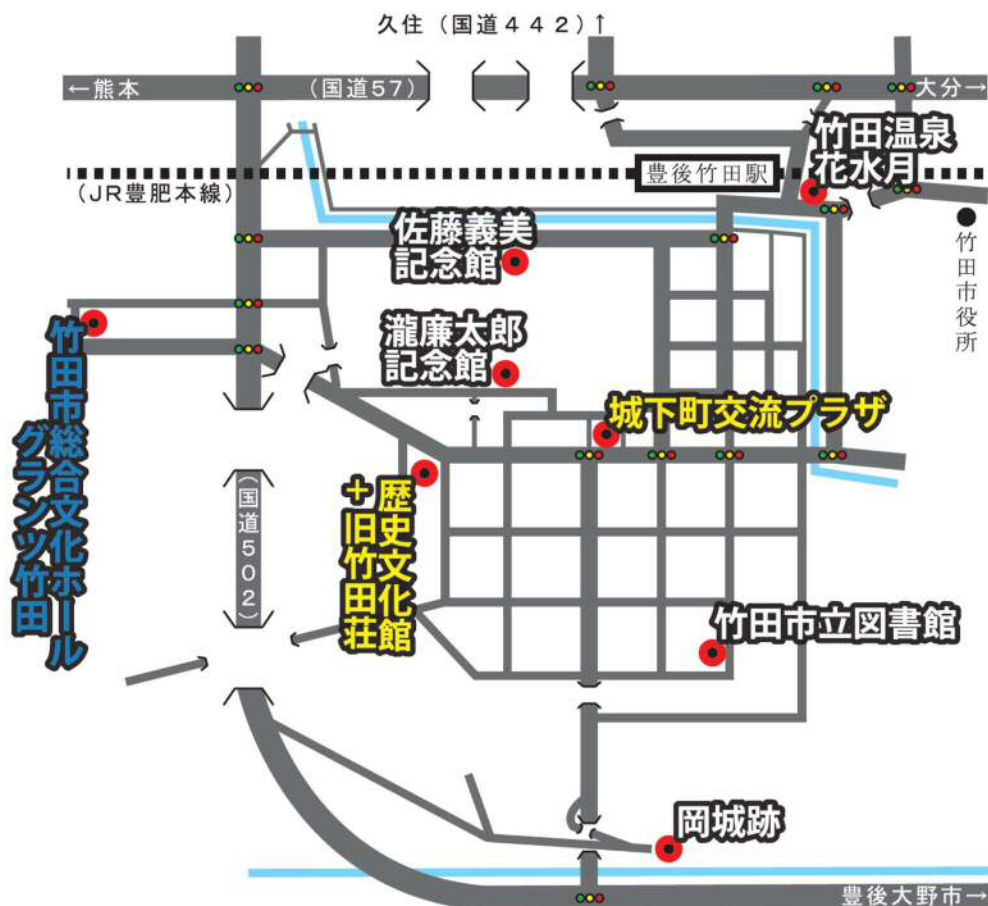 久住（国道４４２）↑
←熊本
（国道57）
大分→
竹田温泉
花水月
豊後竹田駅
（JR豊肥本線）
竹田市役所
佐藤義美
記念館
瀧廉太郎
記念館
竹田市総合文化ホール
グランツ竹田
城下町交流プラザ
歴史文化館
＋旧竹田荘
（国道５０２）
竹田市立図書館
岡城跡
豊後大野市→